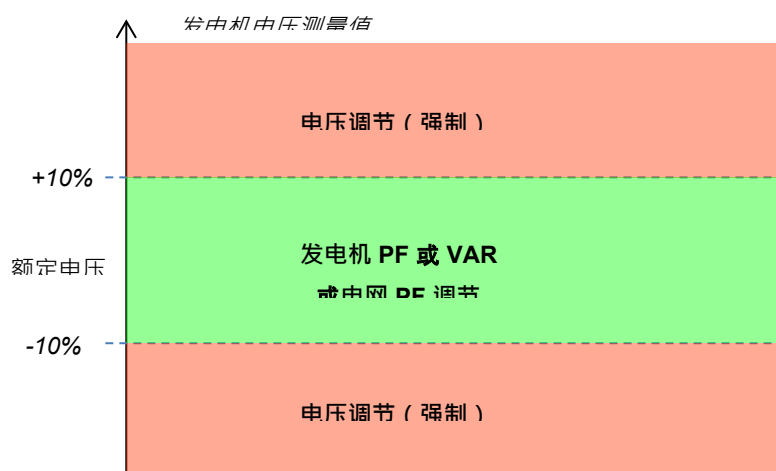 发电机电压测量值
电压调节（强制）
+10%
发电机 PF 或 VAR
额定电压
或电网 PF 调节
-10%
电压调节（强制）